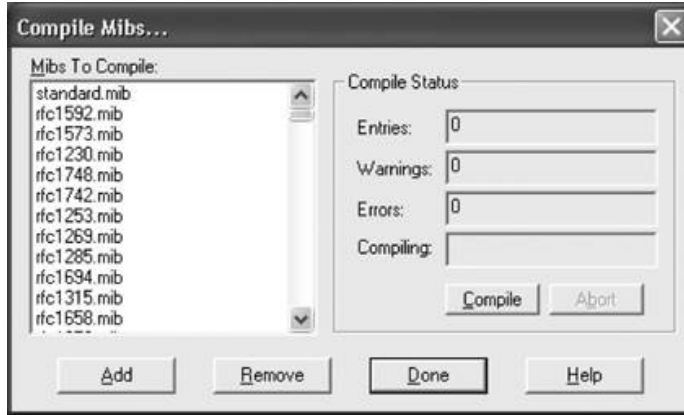 Compile Mibs...
Mibs To Compile:
standard.mib
rfc1592.mib
rfc1573.mib
rfc1230.mib
rfc1748.mib
rfc1742.mib
rfc1253.mib
rfc1269.mib
rfc1285.mib
rfc1694.mib
rfc1315.mib
rfc1658.mib
Compile Status
Entries: 0
Warnings: 0
Errors: 0
Compiling:
Compile Abort
Add Remove Done Help